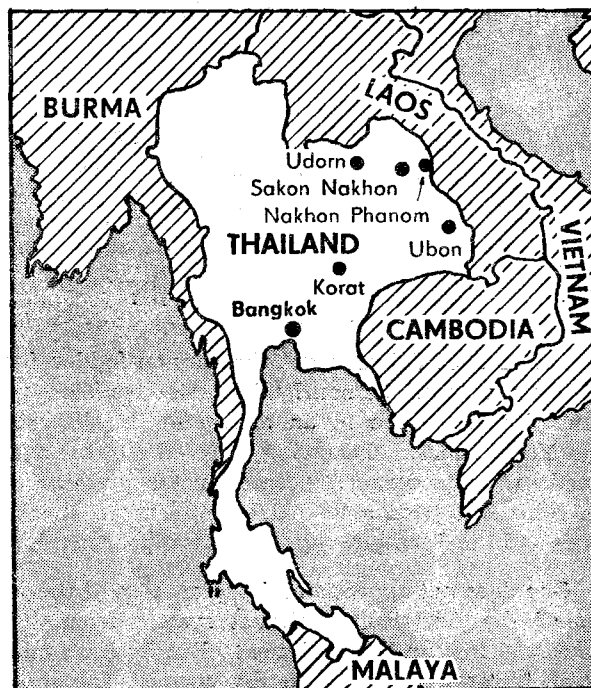 BURMA
LAOS
Udorn
Sakon Nakhon
Nakhon Phanom
THAILAND
Ubon
VIETNAM
Korat
Bangkok
CAMBODIA
MALAYA